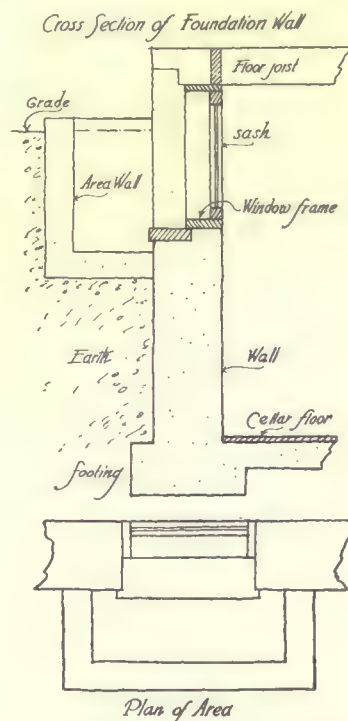 Cross Section of Foundation Wall
Floor joist
Grade
sash
Area Wall
Window frame
Earth
Wall
Cellar floor
footing
Plan of Area